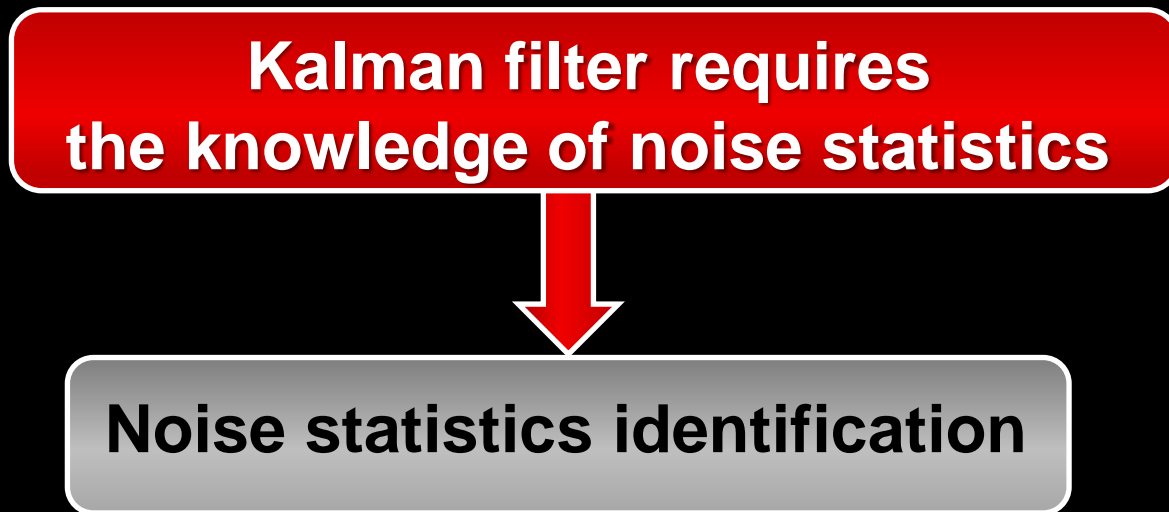 Kalman filter requires
the knowledge of noise statistics
Noise statistics identification